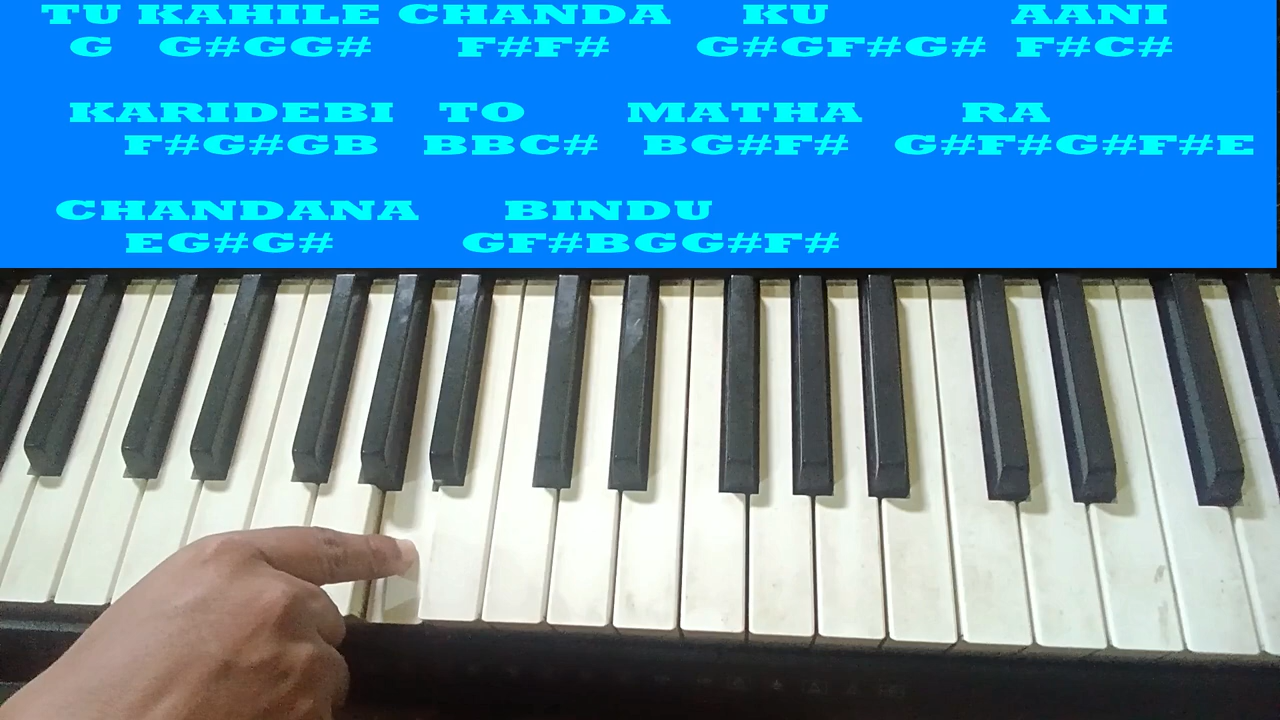 TU KAHILE CHANDA KU AANI
G G#GG# F#F# G#GF#G# F#C#
KARIDEBI TO MATHA RA
F#G#GB BBC# BG#F# G#F#G#F#E
CHANDANA BINDU
EG#G# GF#BGG#F#